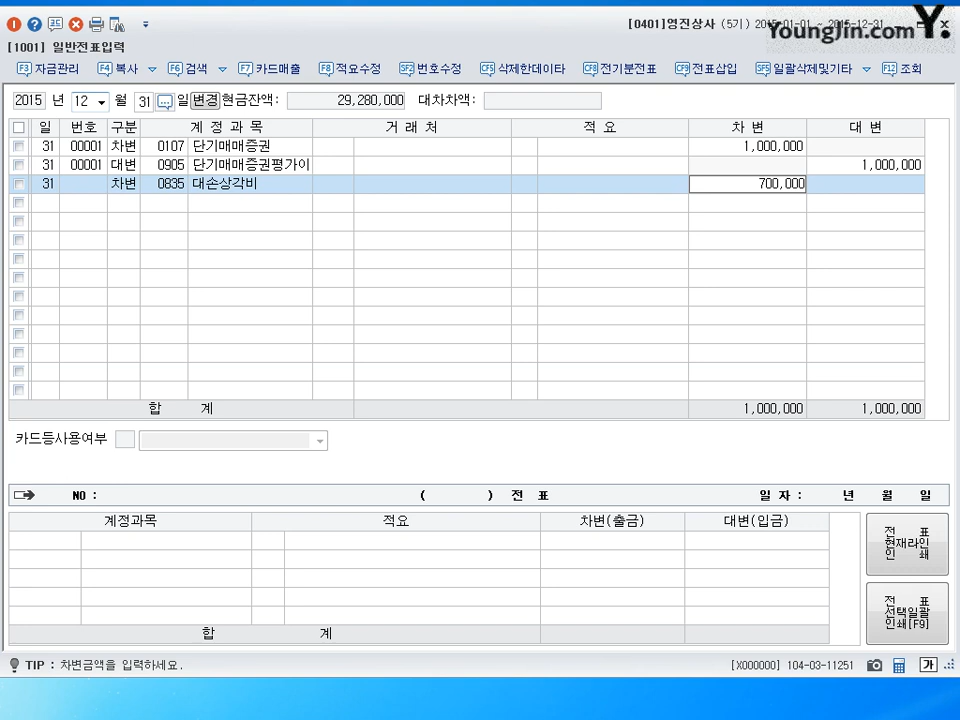 [0401]영진상사 (5기) 2015-01-01 ~ 2015-12-31
YoungJin.com Y.
[1001] 일반전표입력
F3 자금관리 F4 복사 F6 검색 F7 카드매출 F8 적요수정 SF2 번호수정 CF5 삭제한데이타 CF8 전기분전표 CF9 전표삽입 SF5 일괄삭제및기타 F12 조회
2015 년 12 월 31 일 변경 현금잔액: 29,280,000 대차차액:
일 번호 구분 계 정 과 목 거 래 처 적 요 차 변 대 변
31 00001 차변 0107 단기매매증권 1,000,000
31 00001 대변 0905 단기매매증권평가이 1,000,000
31 차변 0835 대손상각비 700,000
합 계 1,000,000 1,000,000
카드등사용여부
NO : ( ) 전 표 일 자 : 년 월 일
계정과목 적요 차변(출금) 대변(입금)
전 표
현재라인
인 쇄
전 표
선택일괄
인쇄[F9]
합 계
TIP : 차변금액을 입력하세요. [X000000] 104-03-11251 가